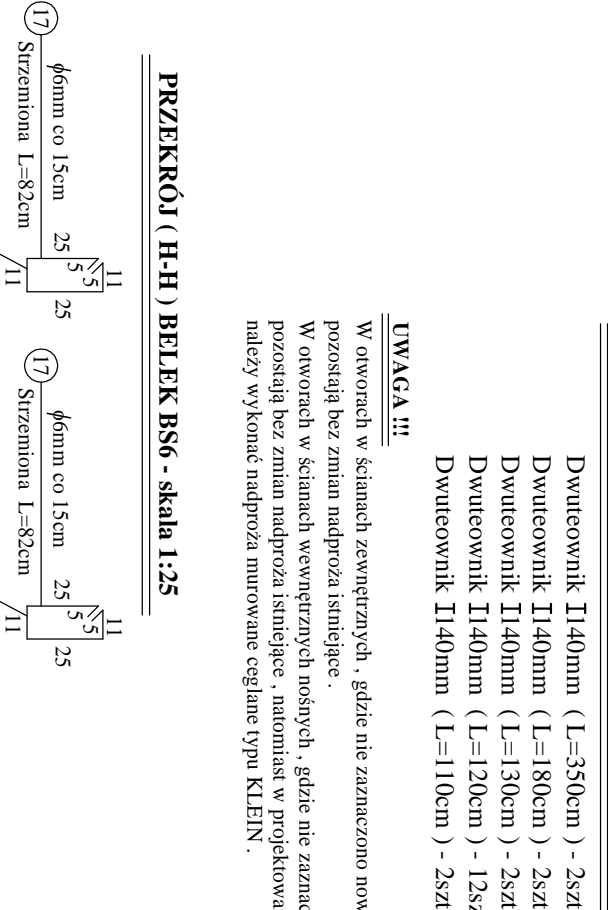 Dwuteownik I140mm ( L=350cm ) - 2szt
Dwuteownik I140mm ( L=180cm ) - 2szt
Dwuteownik I140mm ( L=130cm ) - 2szt
Dwuteownik I140mm ( L=120cm ) - 12sz
Dwuteownik I140mm ( L=110cm ) - 2szt
UWAGA !!!
W otworach w ścianach zewnętrznych , gdzie nie zaznaczono now
pozostają bez zmian nadproża istniejące .
W otworach w ścianach wewnętrznych nośnych , gdzie nie zaznac
pozostają bez zmian nadproża istniejące , natomiast w projektowa
należy wykonać nadproża murowane ceglane typu KLEIN .
PRZEKRÓJ ( H-H ) BELEK BS6 - skala 1:25
17
ϕ6mm co 15cm
Strzemiona L=82cm
25
5
5
11
25
11
17
ϕ6mm co 15cm
Strzemiona L=82cm
25
5
5
11
25
11